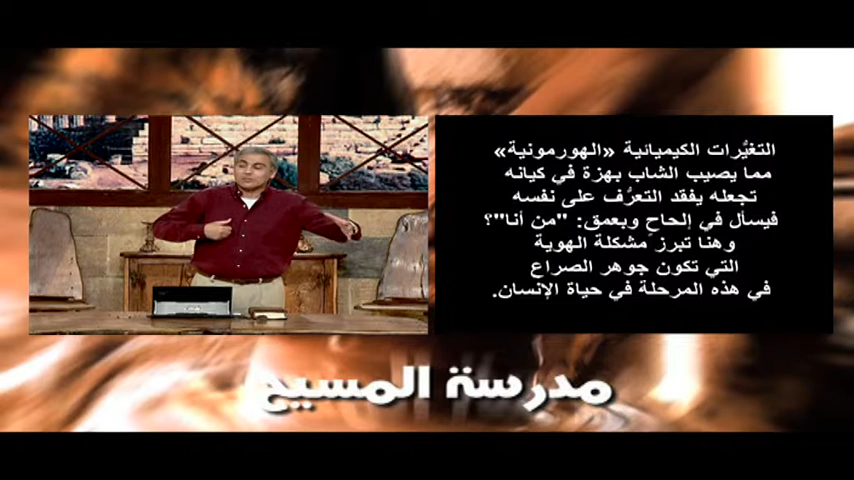 التغيُّرات الكيميائية «الهورمونية»
مما يصيب الشاب بهزة في كيانه
تجعله يفقد التعرُّف على نفسه
فيسأل في إلحاح وبعمق: "من أنا"؟
وهنا تبرز مشكلة الهوية
التي تكون جوهر الصراع
في هذه المرحلة في حياة الإنسان.
مدرسة المسيح